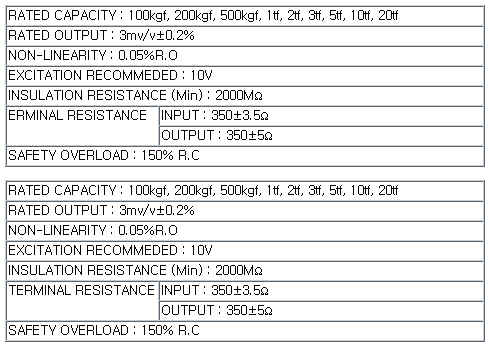 RATED CAPACITY : 100kgf, 200kgf, 500kgf, 1tf, 2tf, 3tf, 5tf, 10tf, 20tf
RATED OUTPUT : 3mv/v±0.2%
NON-LINEARITY : 0.05%R.O
EXCITATION RECOMMEDED : 10V
INSULATION RESISTANCE (Min) : 2000MΩ
ERMINAL RESISTANCE INPUT : 350±3.5Ω
OUTPUT : 350±5Ω
SAFETY OVERLOAD : 150% R.C
RATED CAPACITY : 100kgf, 200kgf, 500kgf, 1tf, 2tf, 3tf, 5tf, 10tf, 20tf
RATED OUTPUT : 3mv/v±0.2%
NON-LINEARITY : 0.05%R.O
EXCITATION RECOMMEDED : 10V
INSULATION RESISTANCE (Min) : 2000MΩ
TERMINAL RESISTANCE INPUT : 350±3.5Ω
OUTPUT : 350±5Ω
SAFETY OVERLOAD : 150% R.C